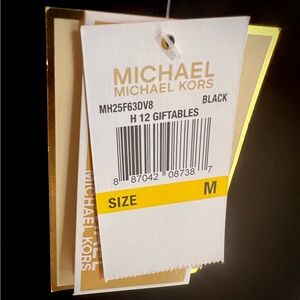 MICHAEL
MICHAEL KORS
MH25F63DV8 BLACK
H 12 GIFTABLES
8 87042 08738 7
SIZE M
MICHAEL KORS